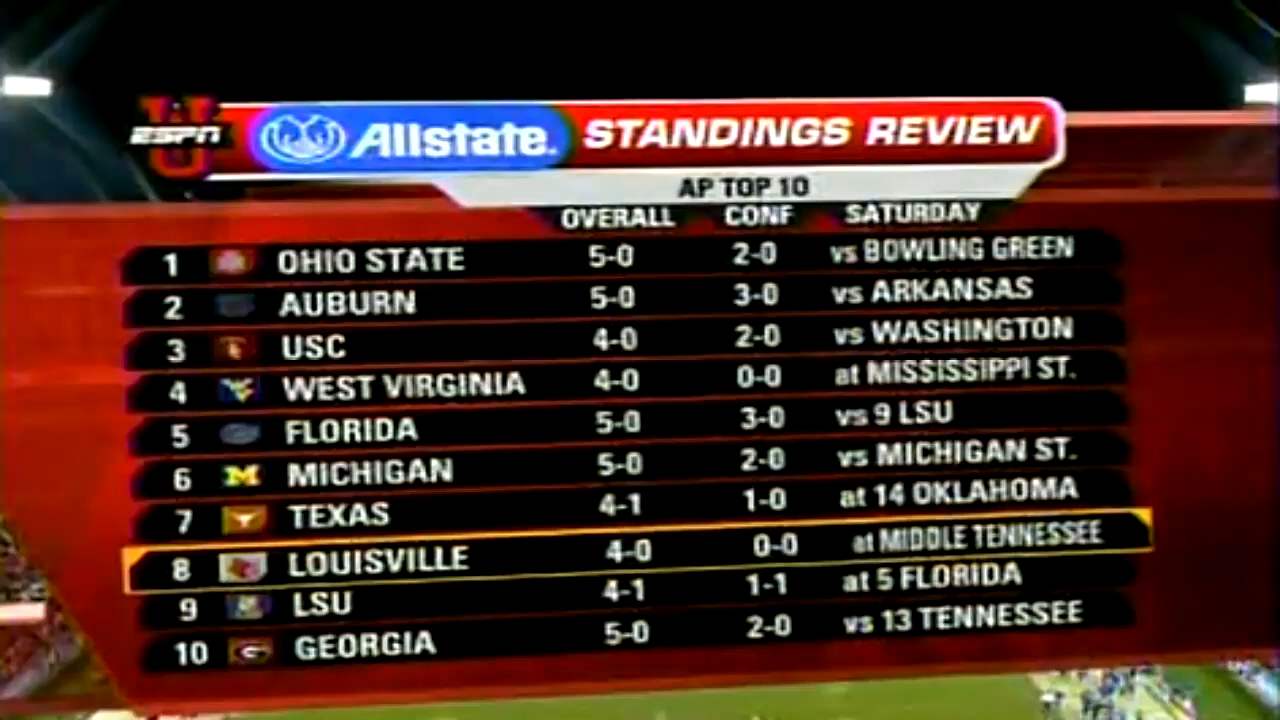 U
ESPN Allstate. STANDINGS REVIEW
AP TOP 10
OVERALL CONF SATURDAY
1 OHIO STATE 5-0 2-0 vs BOWLING GREEN
2 AUBURN 5-0 3-0 vs ARKANSAS
3 USC 4-0 2-0 vs WASHINGTON
4 WEST VIRGINIA 4-0 0-0 at MISSISSIPPI ST.
5 FLORIDA 5-0 3-0 vs 9 LSU
6 M MICHIGAN 5-0 2-0 vs MICHIGAN ST.
7 TEXAS 4-1 1-0 at 14 OKLAHOMA
8 LOUISVILLE 4-0 0-0 at MIDDLE TENNESSEE
9 LSU 4-1 1-1 at 5 FLORIDA
10 G GEORGIA 5-0 2-0 vs 13 TENNESSEE